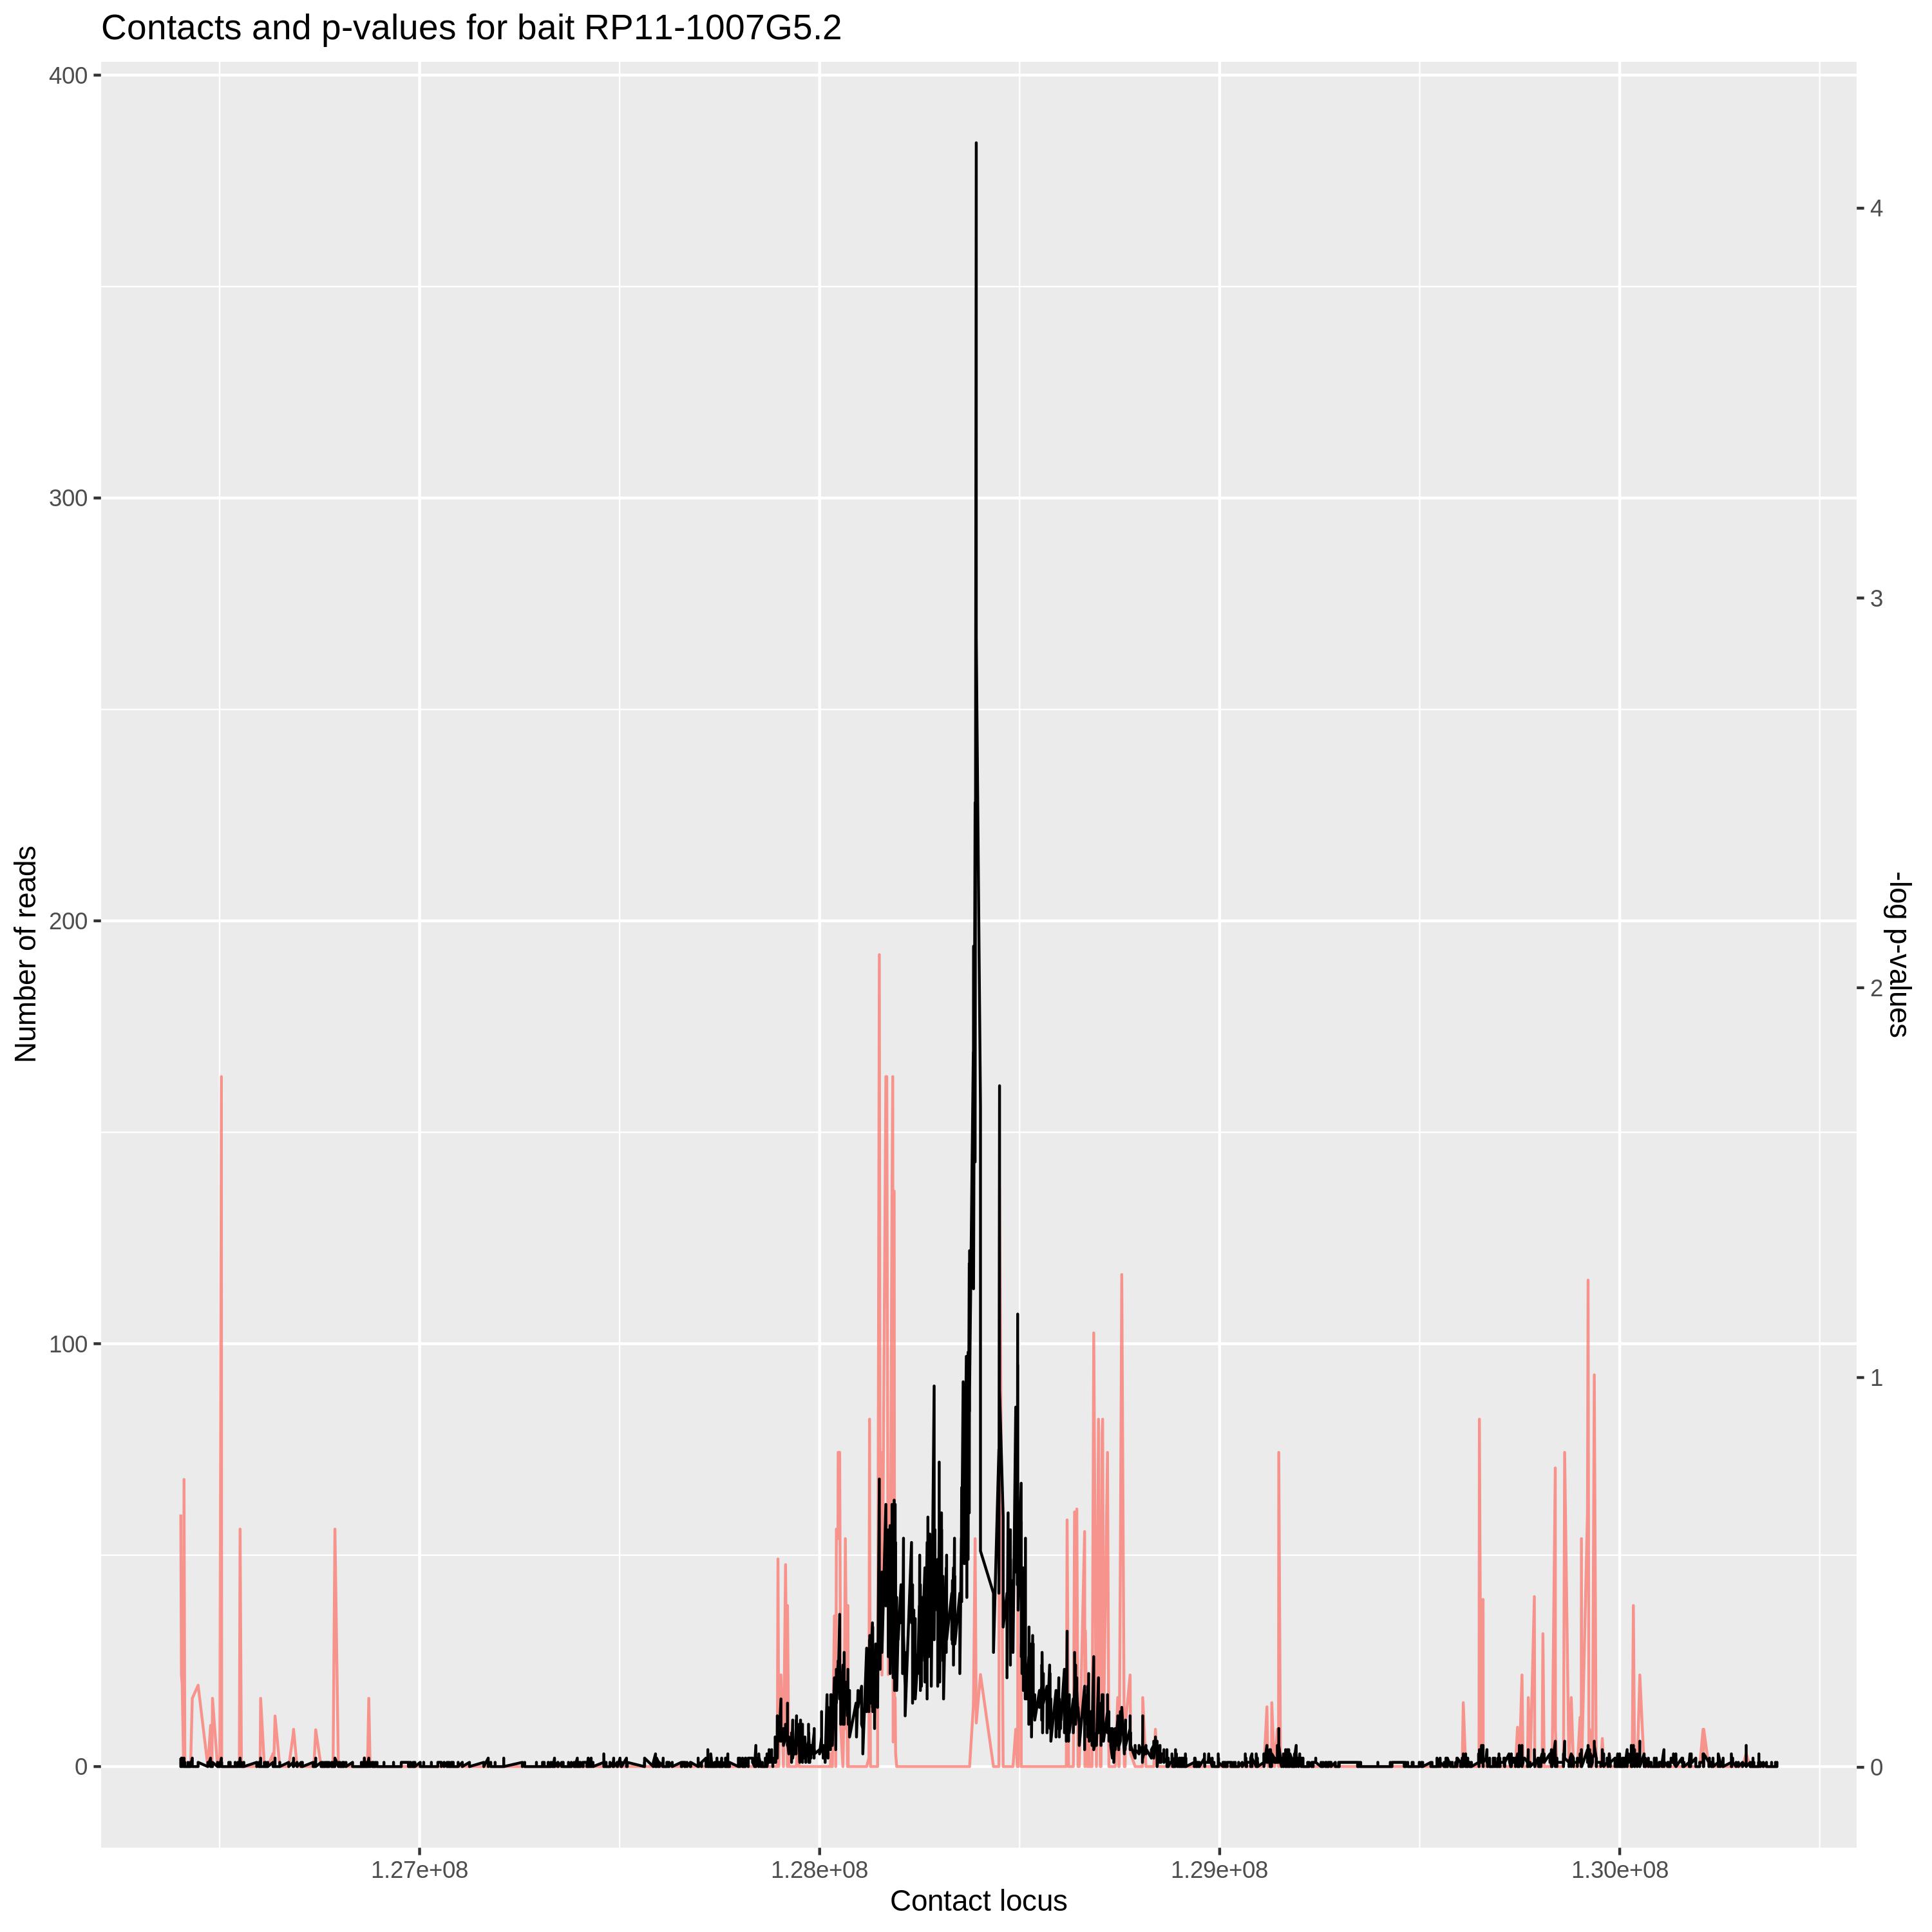 Contacts and p-values for bait RP11-1007G5.2
400
300
200
100
0
Number of reads
4
3
2
1
0
-log p-values
1.27e+08
1.28e+08
1.29e+08
1.30e+08
Contact locus